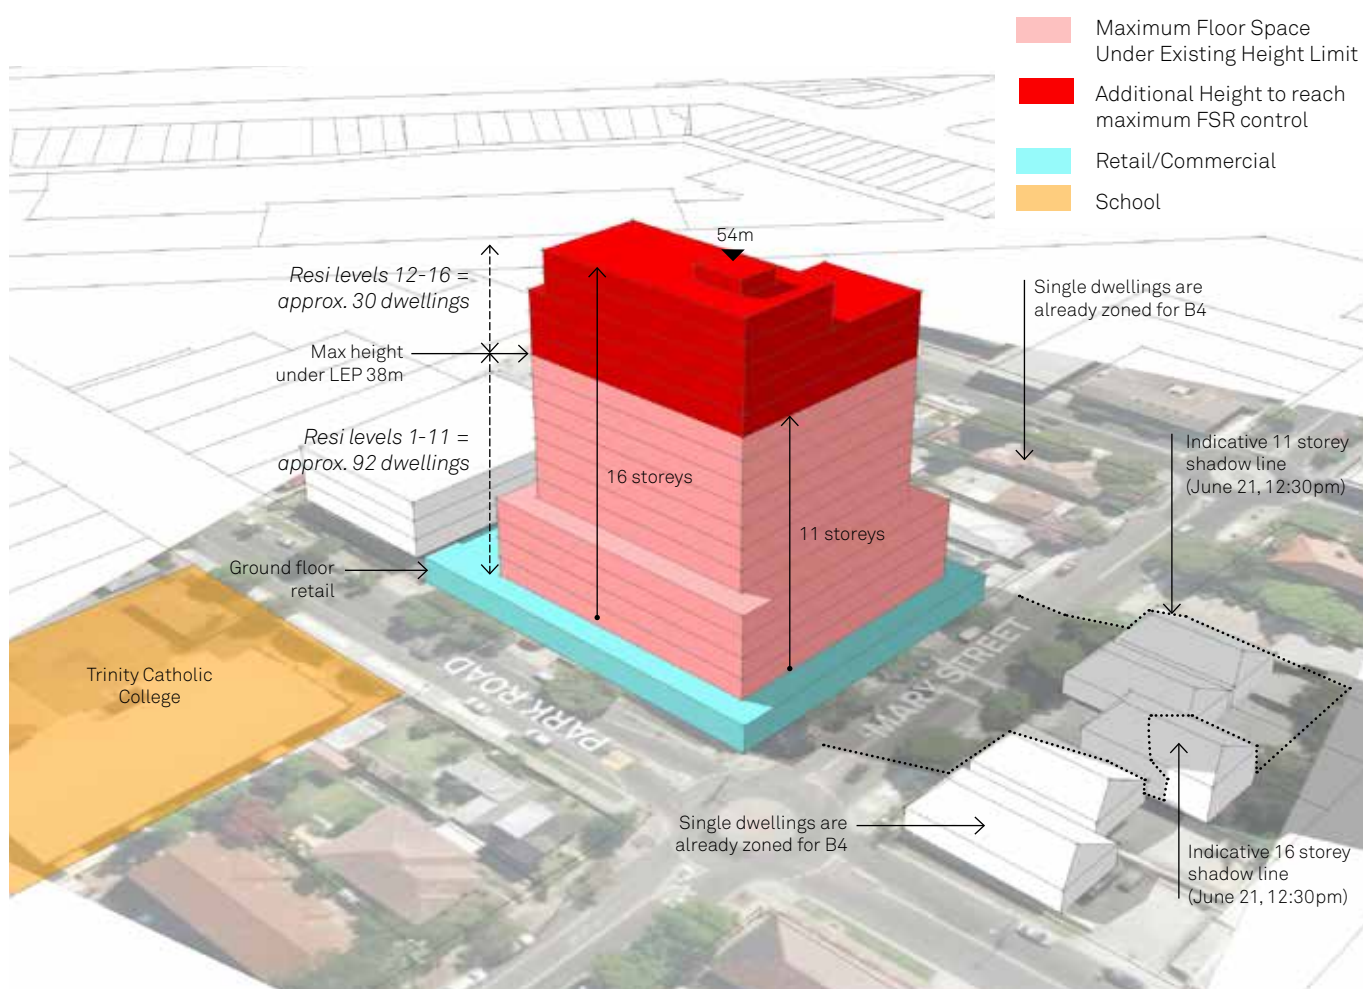 Maximum Floor Space
Under Existing Height Limit
Additional Height to reach
maximum FSR control
Retail/Commercial
School
54m
Resi levels 12-16 =
approx. 30 dwellings
Single dwellings are
already zoned for B4
Max height
under LEP 38m
Resi levels 1-11 =
approx. 92 dwellings
Indicative 11 storey
shadow line
(June 21, 12:30pm)
16 storeys
11 storeys
Ground floor
retail
Trinity Catholic
College
PARK ROAD
MARY STREET
Single dwellings are
already zoned for B4
Indicative 16 storey
shadow line
(June 21, 12:30pm)